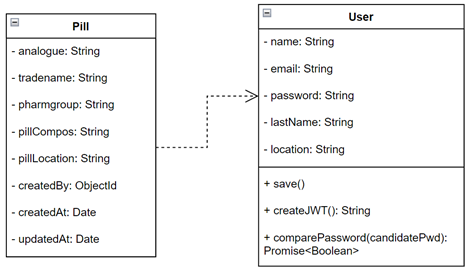 Pill
- analogue: String
- tradename: String
- pharmgroup: String
- pillCompos: String
- pillLocation: String
- createdBy: ObjectId
- createdAt: Date
- updatedAt: Date
User
- name: String
- email: String
- password: String
- lastName: String
- location: String
+ save()
+ createJWT(): String
+ comparePassword(candidatePwd):
Promise<Boolean>